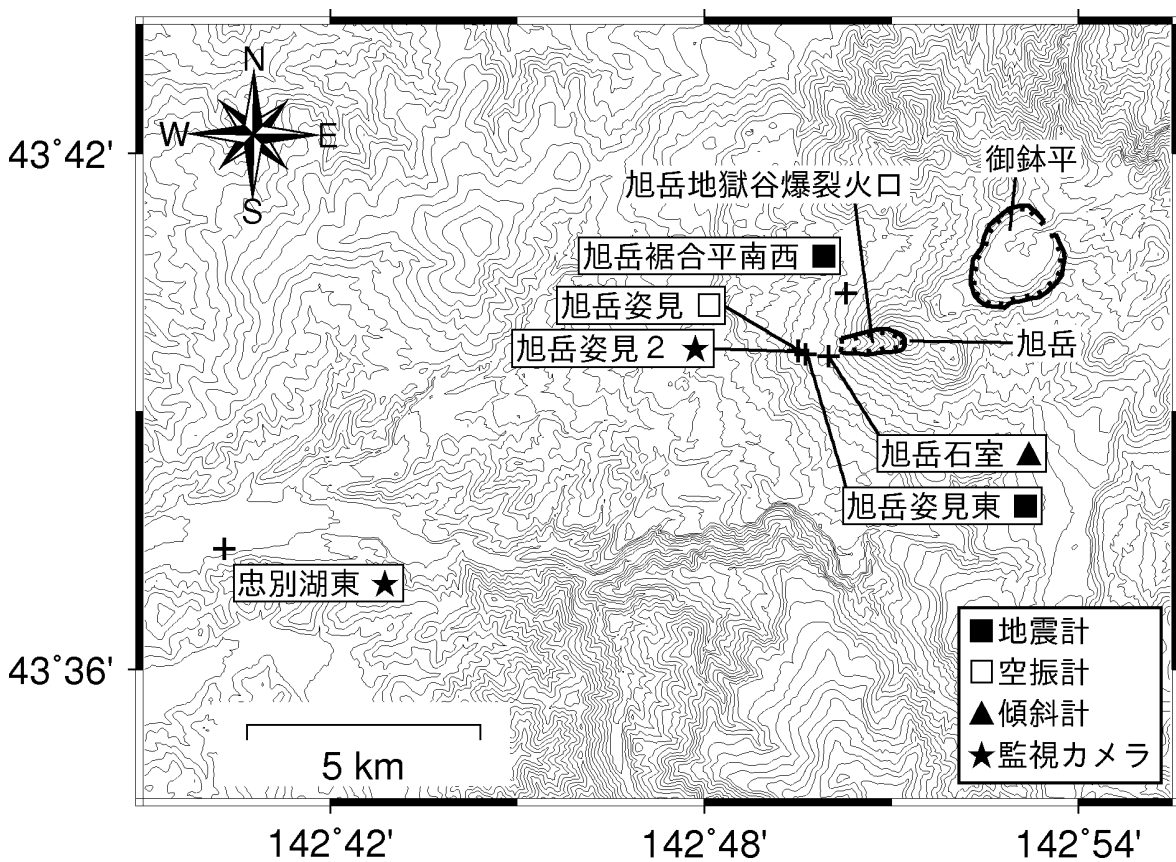 N
W E
S
43°42'
御鉢平
旭岳地獄谷爆裂火口
旭岳裾合平南西 ■
旭岳姿見 □
旭岳姿見２ ★
旭岳
旭岳石室 ▲
旭岳姿見東 ■
忠別湖東 ★
■地震計
□空振計
▲傾斜計
★監視カメラ
43°36'
5 km
142°42'
142°48'
142°54'